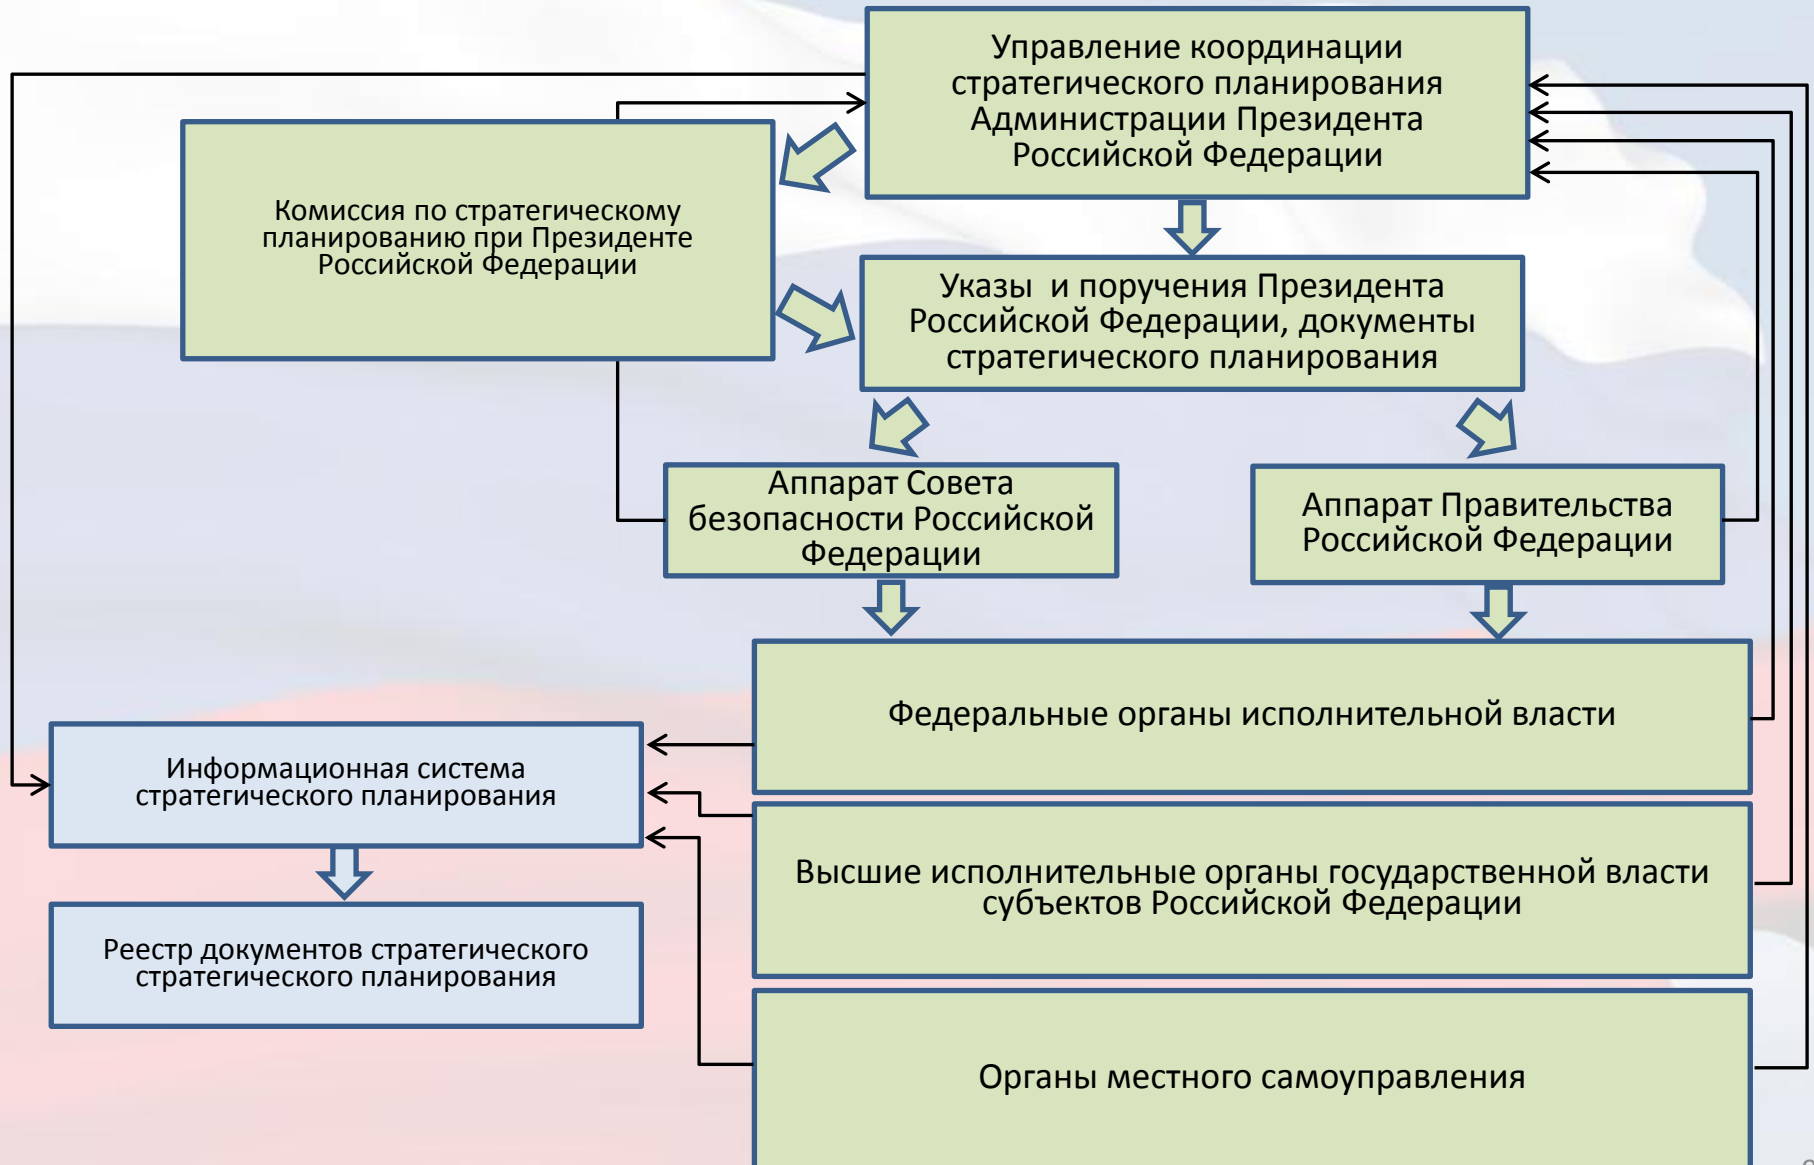 Управление координации
стратегического планирования
Администрации Президента
Российской Федерации
Комиссия по стратегическому
планированию при Президенте
Российской Федерации
Указы и поручения Президента
Российской Федерации, документы
стратегического планирования
Аппарат Совета
безопасности Российской
Федерации
Аппарат Правительства
Российской Федерации
Федеральные органы исполнительной власти
Информационная система
стратегического планирования
Высшие исполнительные органы государственной власти
субъектов Российской Федерации
Реестр документов стратегического
стратегического планирования
Органы местного самоуправления